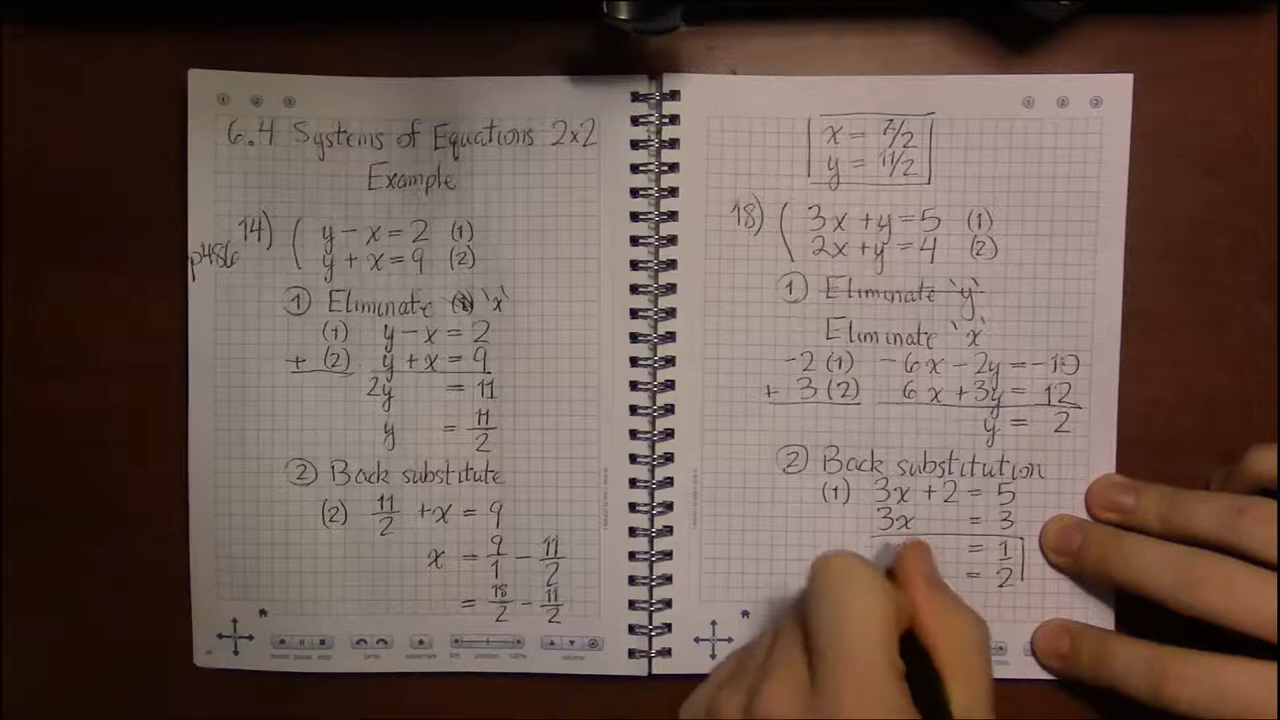 6.4 Systems of Equations 2x2
Example
p486
14) ( y - x = 2 (1)
y + x = 9 (2)
① Eliminate 'x'
(1) y - x = 2
+ (2) y + x = 9
2y = 11
y = 11/2
② Back substitute
(2) 11/2 + x = 9
x = 9/1 - 11/2
= 18/2 - 11/2
x = 7/2
y = 11/2
18) ( 3x + y = 5 (1)
2x + y = 4 (2)
① Eliminate 'y'
Eliminate 'x'
-2 (1) -6x - 2y = -10
+ 3 (2) 6x + 3y = 12
y = 2
② Back substitution
(1) 3x + 2 = 5
3x = 3
= 1
= 2